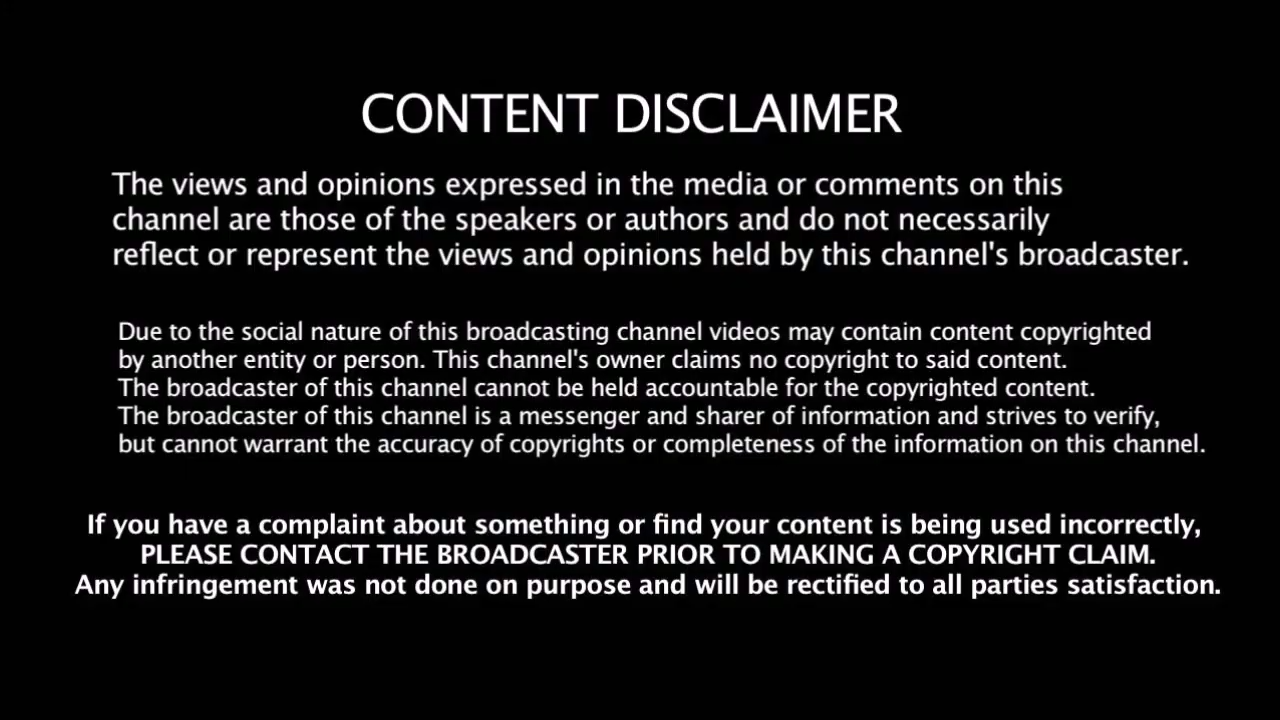 CONTENT DISCLAIMER
The views and opinions expressed in the media or comments on this
channel are those of the speakers or authors and do not necessarily
reflect or represent the views and opinions held by this channel's broadcaster.
Due to the social nature of this broadcasting channel videos may contain content copyrighted
by another entity or person. This channel's owner claims no copyright to said content.
The broadcaster of this channel cannot be held accountable for the copyrighted content.
The broadcaster of this channel is a messenger and sharer of information and strives to verify,
but cannot warrant the accuracy of copyrights or completeness of the information on this channel.
If you have a complaint about something or find your content is being used incorrectly,
PLEASE CONTACT THE BROADCASTER PRIOR TO MAKING A COPYRIGHT CLAIM.
Any infringement was not done on purpose and will be rectified to all parties satisfaction.